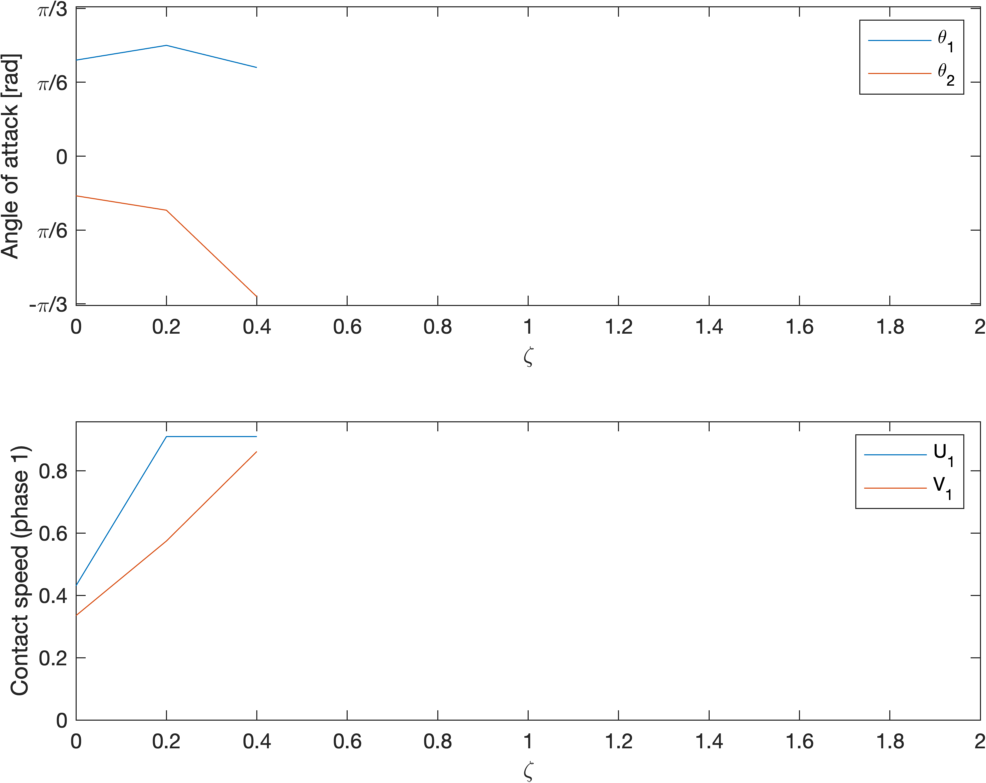 Angle of attack [rad]
π/3
π/6
0
π/6
-π/3
0 0.2 0.4 0.6 0.8 1 1.2 1.4 1.6 1.8 2
ζ
θ1
θ2
Contact speed (phase 1)
0.8
0.6
0.4
0.2
0
0 0.2 0.4 0.6 0.8 1 1.2 1.4 1.6 1.8 2
ζ
U1
V1